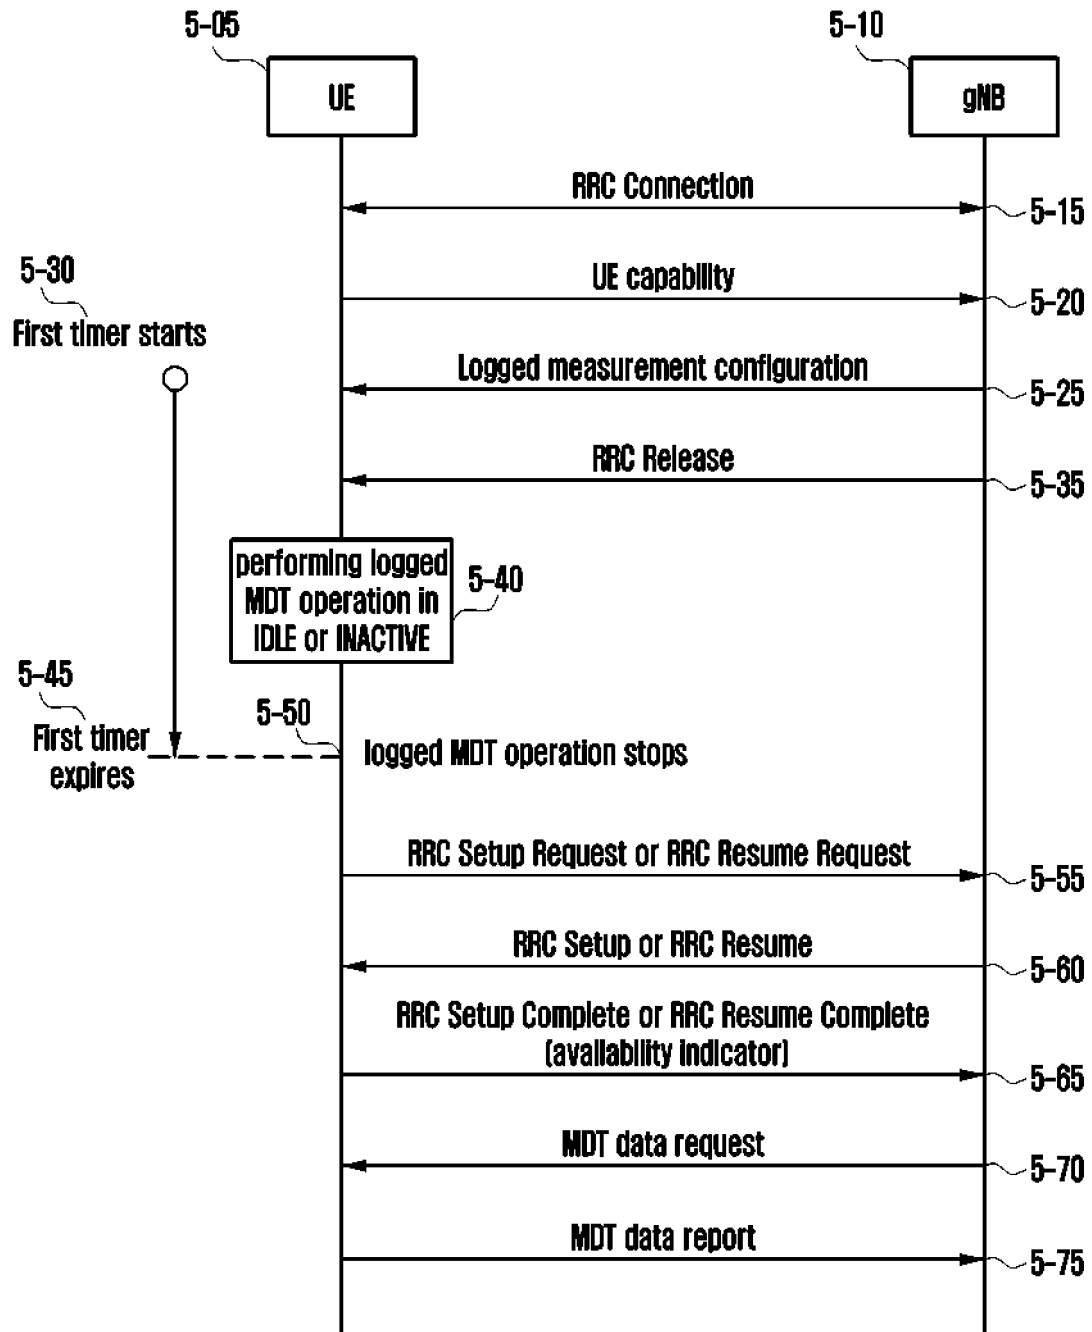 5-05
5-10
UE
gNB
RRC Connection
5-15
5-30
UE capability
5-20
First timer starts
Logged measurement configuration
5-25
RRC Release
5-35
performing logged
MDT operation in
IDLE or INACTIVE
5-40
5-45
5-50
First timer
expires
logged MDT operation stops
RRC Setup Request or RRC Resume Request
5-55
RRC Setup or RRC Resume
5-60
RRC Setup Complete or RRC Resume Complete
(availability indicator)
5-65
MDT data request
5-70
MDT data report
5-75